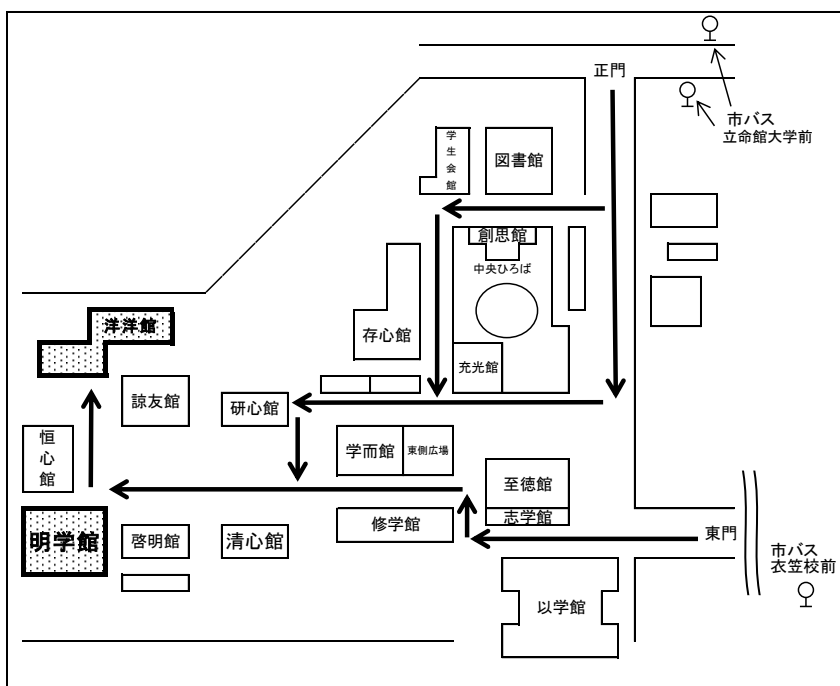 正門
市バス
立命館大学前
学生会館
図書館
創思館
中央ひろば
存心館
充光館
洋洋館
諒友館
研心館
恒心館
学而館
東側広場
至徳館
志学館
修学館
明学館
啓明館
清心館
東門
市バス
衣笠校前
以学館